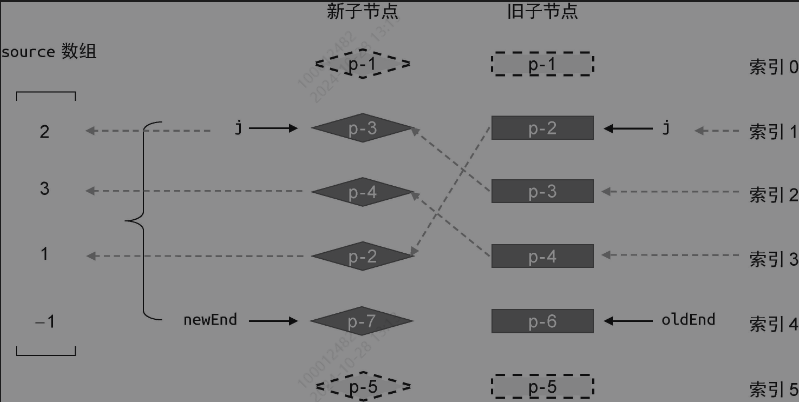 新子节点 旧子节点
source 数组
p-1 p-1 索引 0
2 j p-3 p-2 j 索引 1
3 p-4 p-3 索引 2
1 p-2 p-4 索引 3
−1 newEnd p-7 p-6 oldEnd 索引 4
p-5 p-5 索引 5